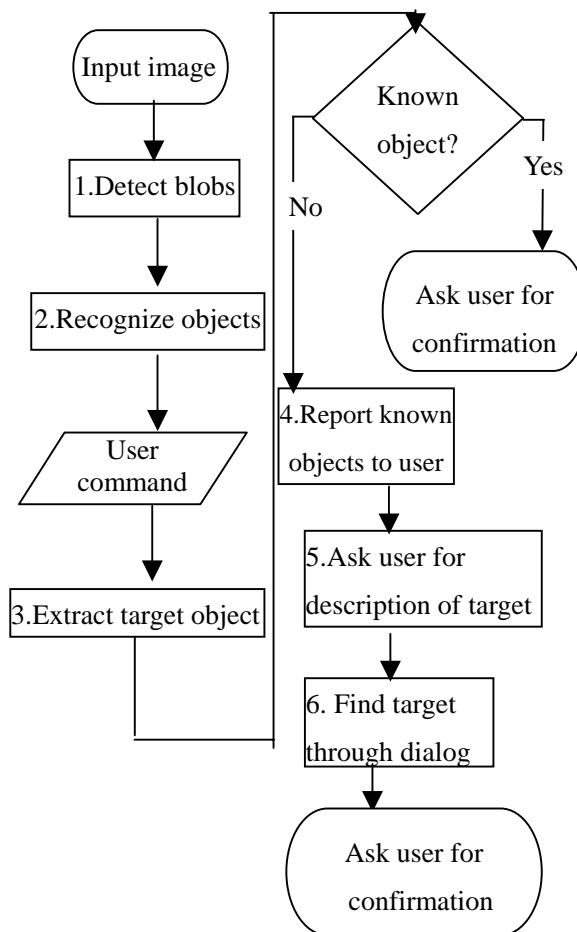 Input image
1.Detect blobs
2.Recognize objects
User
command
3.Extract target object
Known
object?
Yes
No
Ask user for
confirmation
4.Report known
objects to user
5.Ask user for
description of target
6. Find target
through dialog
Ask user for
confirmation